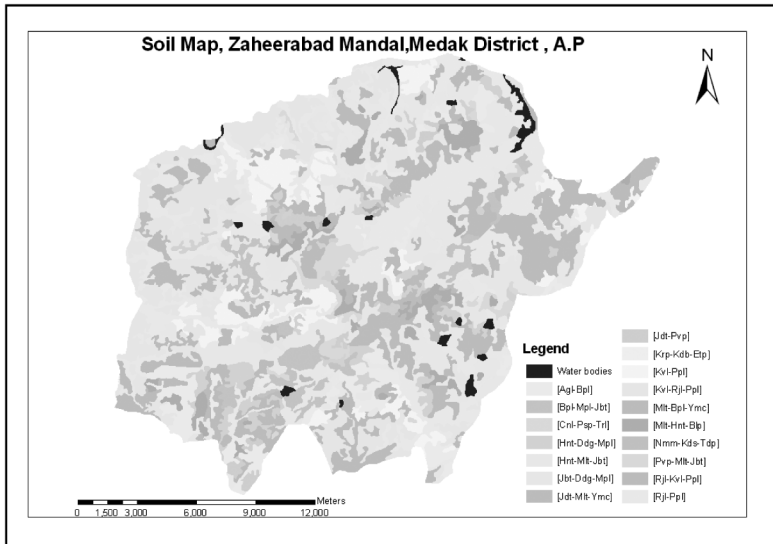 Soil Map, Zaheerabad Mandal,Medak District , A.P
N
Legend
Water bodies
[Agl-Bpl]
[Bpl-Mpl-Jbt]
[Cnl-Psp-Trl]
[Hnt-Ddg-Mpl]
[Hnt-Mlt-Jbt]
[Jbt-Ddg-Mpl]
[Jdt-Mlt-Ymc]
[Jdt-Pvp]
[Krp-Kdb-Etp]
[Kvl-Ppl]
[Kvl-Rjl-Ppl]
[Mlt-Bpl-Ymc]
[Mlt-Hnt-Blp]
[Nmm-Kds-Tdp]
[Pvp-Mlt-Jbt]
[Rjl-Kvl-Ppl]
[Rjl-Ppl]
Meters
0 1,500 3,000 6,000 9,000 12,000